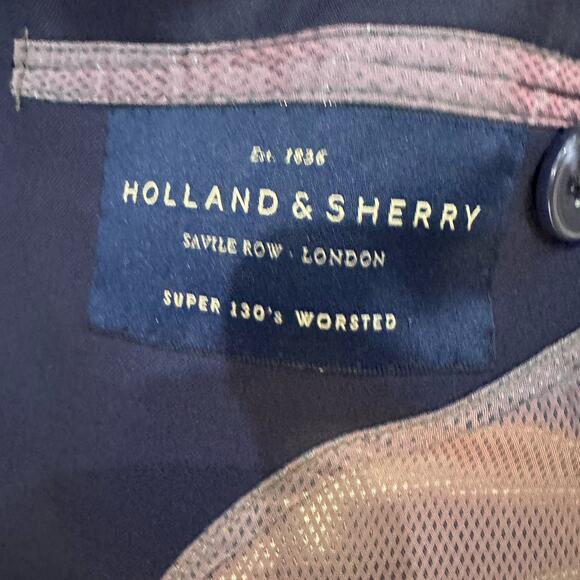 Est. 1836
HOLLAND & SHERRY
SAVILE ROW · LONDON
SUPER 130's WORSTED